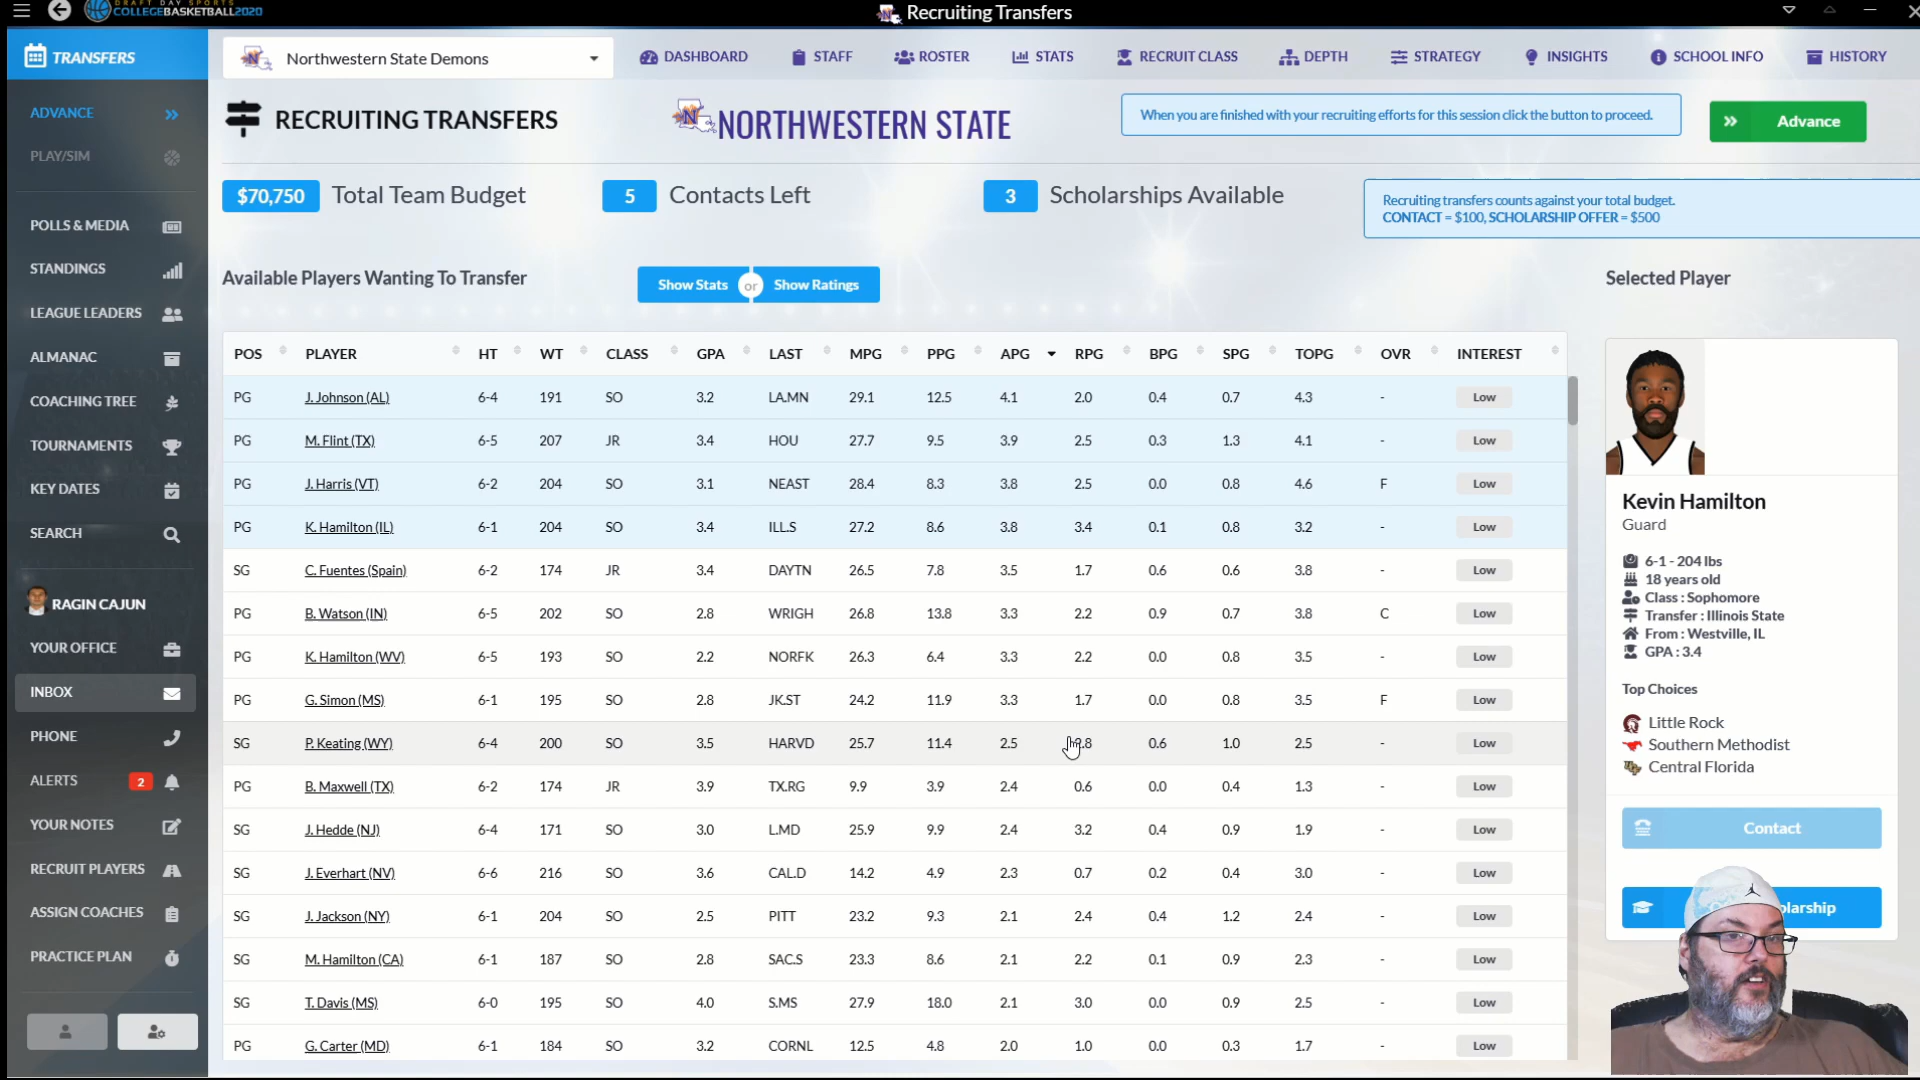 DRAFT DAY SPORTS
COLLEGEBASKETBALL2020
Recruiting Transfers
TRANSFERS
Northwestern State Demons
DASHBOARD STAFF ROSTER STATS RECRUIT CLASS DEPTH STRATEGY INSIGHTS SCHOOL INFO HISTORY
ADVANCE
PLAY/SIM
POLLS & MEDIA
STANDINGS
LEAGUE LEADERS
ALMANAC
COACHING TREE
TOURNAMENTS
KEY DATES
SEARCH
RAGIN CAJUN
YOUR OFFICE
INBOX
PHONE
ALERTS 2
YOUR NOTES
RECRUIT PLAYERS
ASSIGN COACHES
PRACTICE PLAN
RECRUITING TRANSFERS
N NORTHWESTERN STATE
When you are finished with your recruiting efforts for this session click the button to proceed.
Advance
$70,750 Total Team Budget
5 Contacts Left
3 Scholarships Available
Recruiting transfers counts against your total budget.
CONTACT = $100, SCHOLARSHIP OFFER = $500
Available Players Wanting To Transfer
Show Stats or Show Ratings
POS PLAYER HT WT CLASS GPA LAST MPG PPG APG RPG BPG SPG TOPG OVR INTEREST
PG J. Johnson (AL) 6-4 191 SO 3.2 LA.MN 29.1 12.5 4.1 2.0 0.4 0.7 4.3 - Low
PG M. Flint (TX) 6-5 207 JR 3.4 HOU 27.7 9.5 3.9 2.5 0.3 1.3 4.1 - Low
PG J. Harris (VT) 6-2 204 SO 3.1 NEAST 28.4 8.3 3.8 2.5 0.0 0.8 4.6 F Low
PG K. Hamilton (IL) 6-1 204 SO 3.4 ILL.S 27.2 8.6 3.8 3.4 0.1 0.8 3.2 - Low
SG C. Fuentes (Spain) 6-2 174 JR 3.4 DAYTN 26.5 7.8 3.5 1.7 0.6 0.6 3.8 - Low
PG B. Watson (IN) 6-5 202 SO 2.8 WRIGH 26.8 13.8 3.3 2.2 0.9 0.7 3.8 C Low
PG K. Hamilton (WV) 6-5 193 SO 2.2 NORFK 26.3 6.4 3.3 2.2 0.0 0.8 3.5 - Low
PG G. Simon (MS) 6-1 195 SO 2.8 JK.ST 24.2 11.9 3.3 1.7 0.0 0.8 3.5 F Low
SG P. Keating (WY) 6-4 200 SO 3.5 HARVD 25.7 11.4 2.5 .8 0.6 1.0 2.5 - Low
PG B. Maxwell (TX) 6-2 174 JR 3.9 TX.RG 9.9 3.9 2.4 0.6 0.0 0.4 1.3 - Low
SG J. Hedde (NJ) 6-4 171 SO 3.0 L.MD 25.9 9.9 2.4 3.2 0.4 0.9 1.9 - Low
SG J. Everhart (NV) 6-6 216 SO 3.6 CAL.D 14.2 4.9 2.3 0.7 0.2 0.4 3.0 - Low
SG J. Jackson (NY) 6-1 204 SO 2.5 PITT 23.2 9.3 2.1 2.4 0.4 1.2 2.4 - Low
SG M. Hamilton (CA) 6-1 187 SO 2.8 SAC.S 23.3 8.6 2.1 2.2 0.1 0.9 2.3 - Low
SG T. Davis (MS) 6-0 195 SO 4.0 S.MS 27.9 18.0 2.1 3.0 0.0 0.9 2.5 - Low
PG G. Carter (MD) 6-1 184 SO 3.2 CORNL 12.5 4.8 2.0 1.0 0.0 0.3 1.7 - Low
Selected Player
Kevin Hamilton
Guard
6-1 - 204 lbs
18 years old
Class : Sophomore
Transfer : Illinois State
From : Westville, IL
GPA : 3.4
Top Choices
Little Rock
Southern Methodist
Central Florida
Contact
olarship